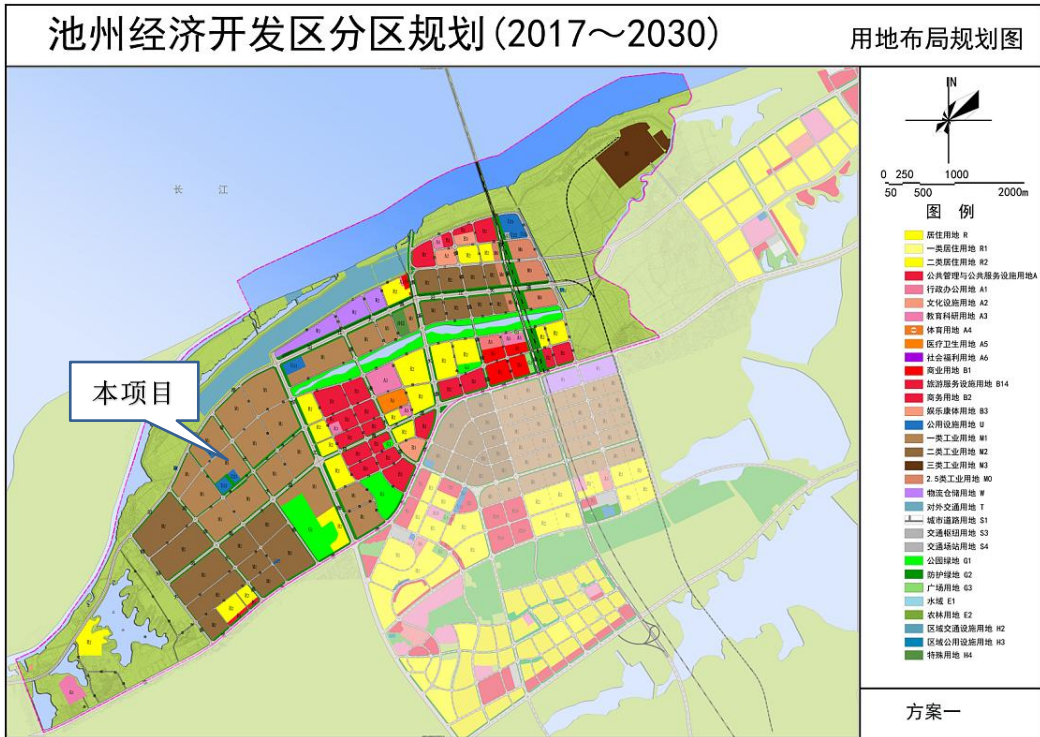 池州经济开发区分区规划(2017～2030)
用地布局规划图
长 江
本项目
N
0 250 1000
50 500 2000m
图 例
居住用地 R
一类居住用地 R1
二类居住用地 R2
公共管理与公共服务设施用地A
行政办公用地 A1
文化设施用地 A2
教育科研用地 A3
体育用地 A4
医疗卫生用地 A5
社会福利用地 A6
商业用地 B1
旅游服务设施用地 B14
商务用地 B2
娱乐康体用地 B3
公用设施用地 U
一类工业用地 M1
二类工业用地 M2
三类工业用地 M3
2.5类工业用地 M0
物流仓储用地 W
对外交通用地 T
城市道路用地 S1
交通枢纽用地 S3
交通场站用地 S4
公园绿地 G1
防护绿地 G2
广场用地 G3
水域 E1
农林用地 E2
区域交通设施用地 H2
区域公用设施用地 H3
特殊用地 H4
方案一